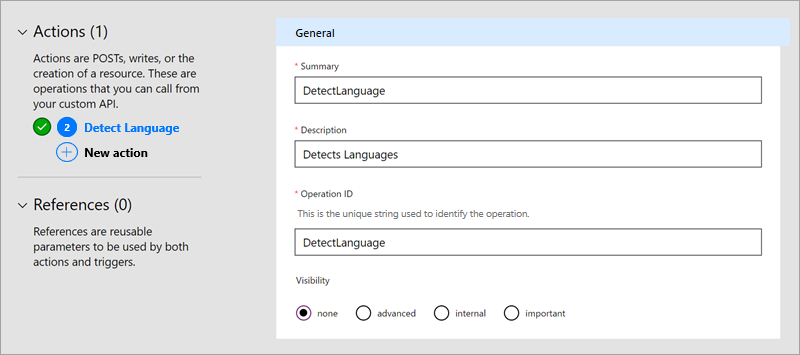 Actions (1)
Actions are POSTs, writes, or the
creation of a resource. These are
operations that you can call from
your custom API.
2 Detect Language
New action
References (0)
References are reusable
parameters to be used by both
actions and triggers.
General
* Summary
DetectLanguage
* Description
Detects Languages
* Operation ID
This is the unique string used to identify the operation.
DetectLanguage
Visibility
none advanced internal important